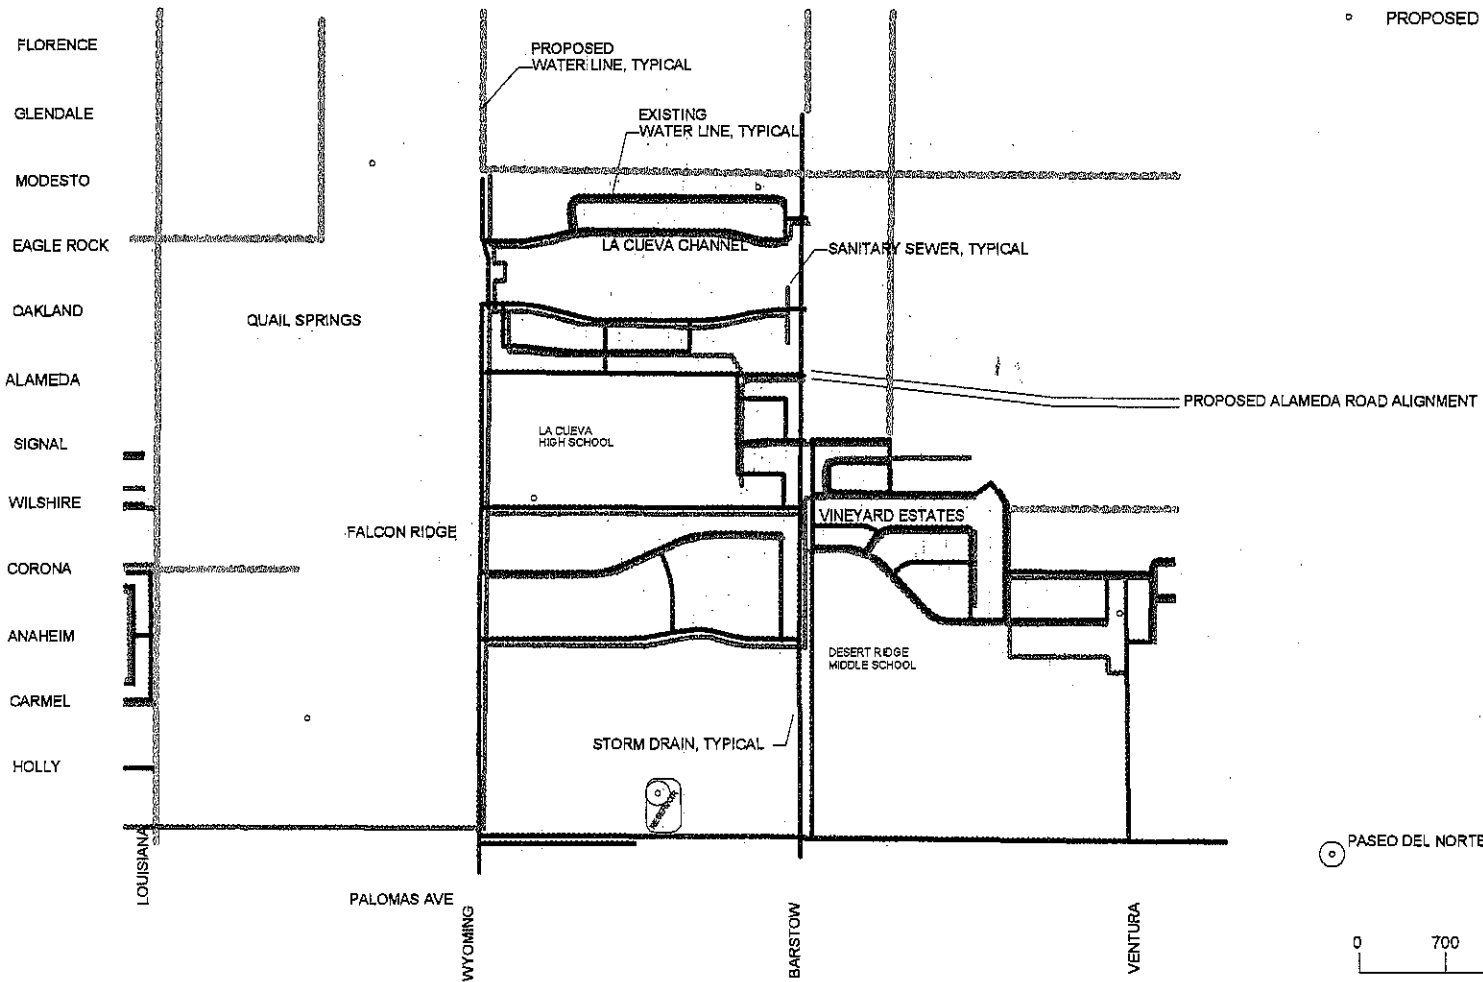 PROPOSED
FLORENCE
PROPOSED
WATER LINE, TYPICAL
GLENDALE
EXISTING
WATER LINE, TYPICAL
MODESTO
EAGLE ROCK
LA CUEVA CHANNEL
SANITARY SEWER, TYPICAL
OAKLAND
QUAIL SPRINGS
ALAMEDA
PROPOSED ALAMEDA ROAD ALIGNMENT
SIGNAL
LA CUEVA
HIGH SCHOOL
WILSHIRE
VINEYARD ESTATES
FALCON RIDGE
CORONA
ANAHEIM
DESERT RIDGE
MIDDLE SCHOOL
CARMEL
STORM DRAIN, TYPICAL
HOLLY
PASEO DEL NORTE
LOUISIANA
PALOMAS AVE
WYOMING
BARSTOW
VENTURA
0 700